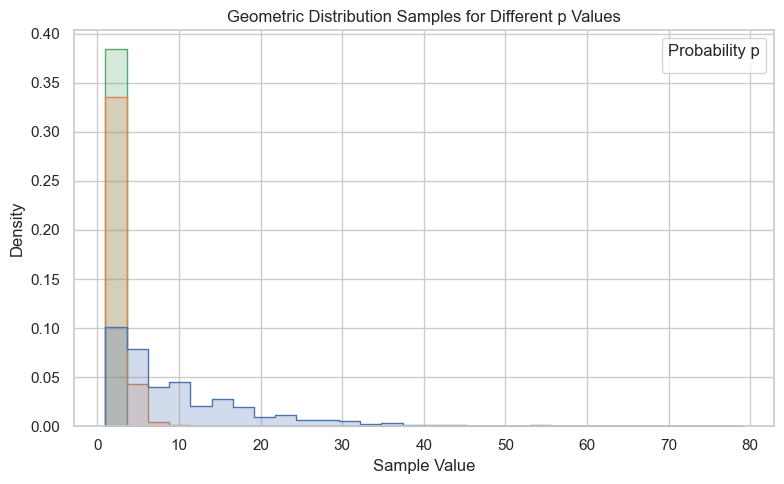 Geometric Distribution Samples for Different p Values
Probability p
0.40
0.35
0.30
0.25
0.20
0.15
0.10
0.05
0.00
Density
0 10 20 30 40 50 60 70 80
Sample Value